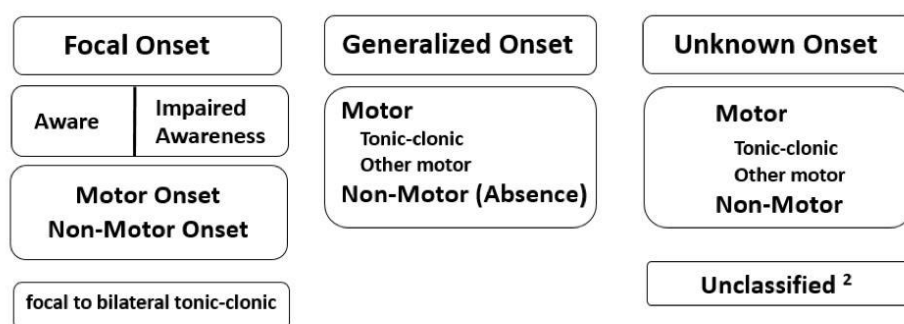 Focal Onset
Aware
Impaired
Awareness
Motor Onset
Non-Motor Onset
focal to bilateral tonic-clonic
Generalized Onset
Motor
Tonic-clonic
Other motor
Non-Motor (Absence)
Unknown Onset
Motor
Tonic-clonic
Other motor
Non-Motor
Unclassified ²